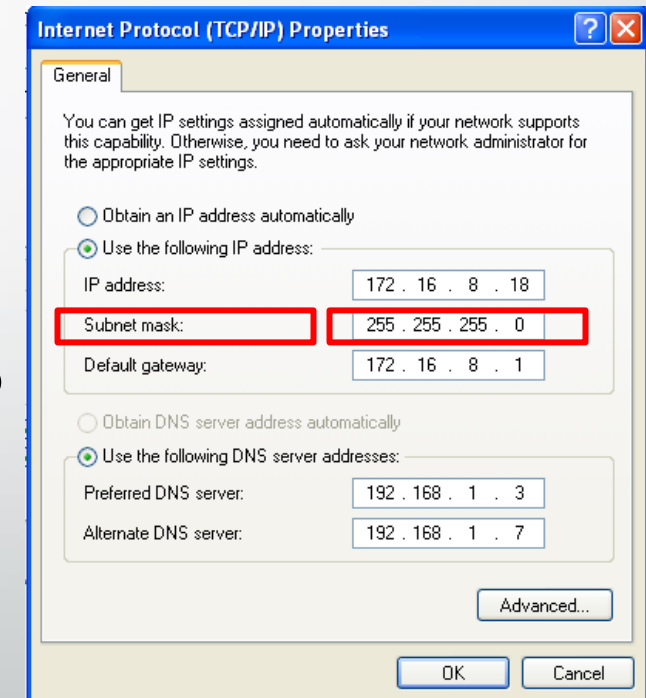 Internet Protocol (TCP/IP) Properties
General
You can get IP settings assigned automatically if your network supports
this capability. Otherwise, you need to ask your network administrator for
the appropriate IP settings.
Obtain an IP address automatically
Use the following IP address:
IP address: 172 . 16 . 8 . 18
Subnet mask: 255 . 255 . 255 . 0
Default gateway: 172 . 16 . 8 . 1
)
Obtain DNS server address automatically
Use the following DNS server addresses:
Preferred DNS server: 192 . 168 . 1 . 3
Alternate DNS server: 192 . 168 . 1 . 7
Advanced...
OK Cancel